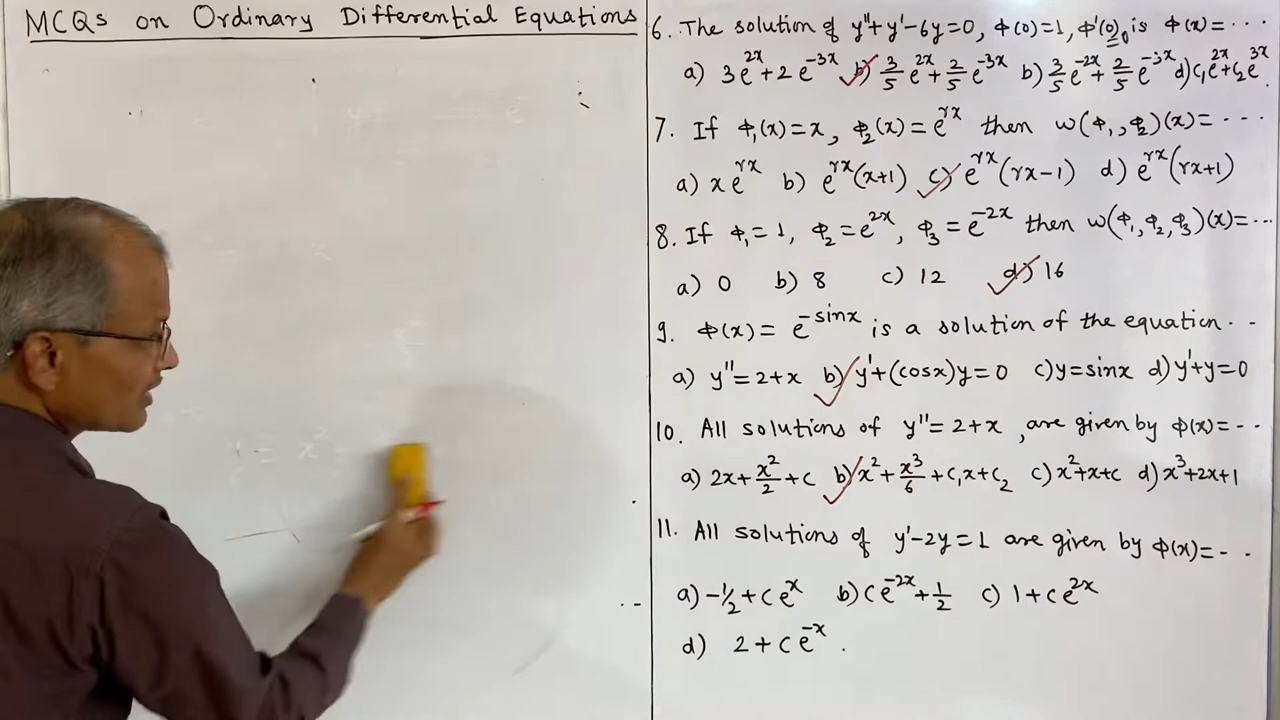 MCQs on Ordinary Differential Equations
6. The solution of y''+y'-6y=0, φ(0)=1, φ'(0)=0 is φ(x)=···
a) 3e^{2x}+2e^{-3x} b) 3/5 e^{2x}+2/5 e^{-3x} b) 3/5 e^{-2x}+2/5 e^{-3x} d) c₁e^{2x}+c₂e^{3x}.
7. If φ₁(x)=x, φ₂(x)=e^{rx} then w(φ₁,φ₂)(x)=···
a) xe^{rx} b) e^{rx}(x+1) c) e^{rx}(rx-1) d) e^{rx}(rx+1)
8. If φ₁=1, φ₂=e^{2x}, φ₃=e^{-2x} then w(φ₁,φ₂,φ₃)(x)=···
a) 0 b) 8 c) 12 d) 16
9. φ(x)=e^{-sinx} is a solution of the equation··
a) y''=2+x b) y'+(cosx)y=0 c) y=sinx d) y'+y=0
10. All solutions of y''=2+x, are given by φ(x)=--
a) 2x+x²/2+c b) x²+x³/6+c₁x+c₂ c) x²+x+c d) x³+2x+1
11. All solutions of y'-2y=1 are given by φ(x)=-·
a) -1/2+ce^{x} b) ce^{-2x}+1/2 c) 1+ce^{2x}
d) 2+ce^{-x}.